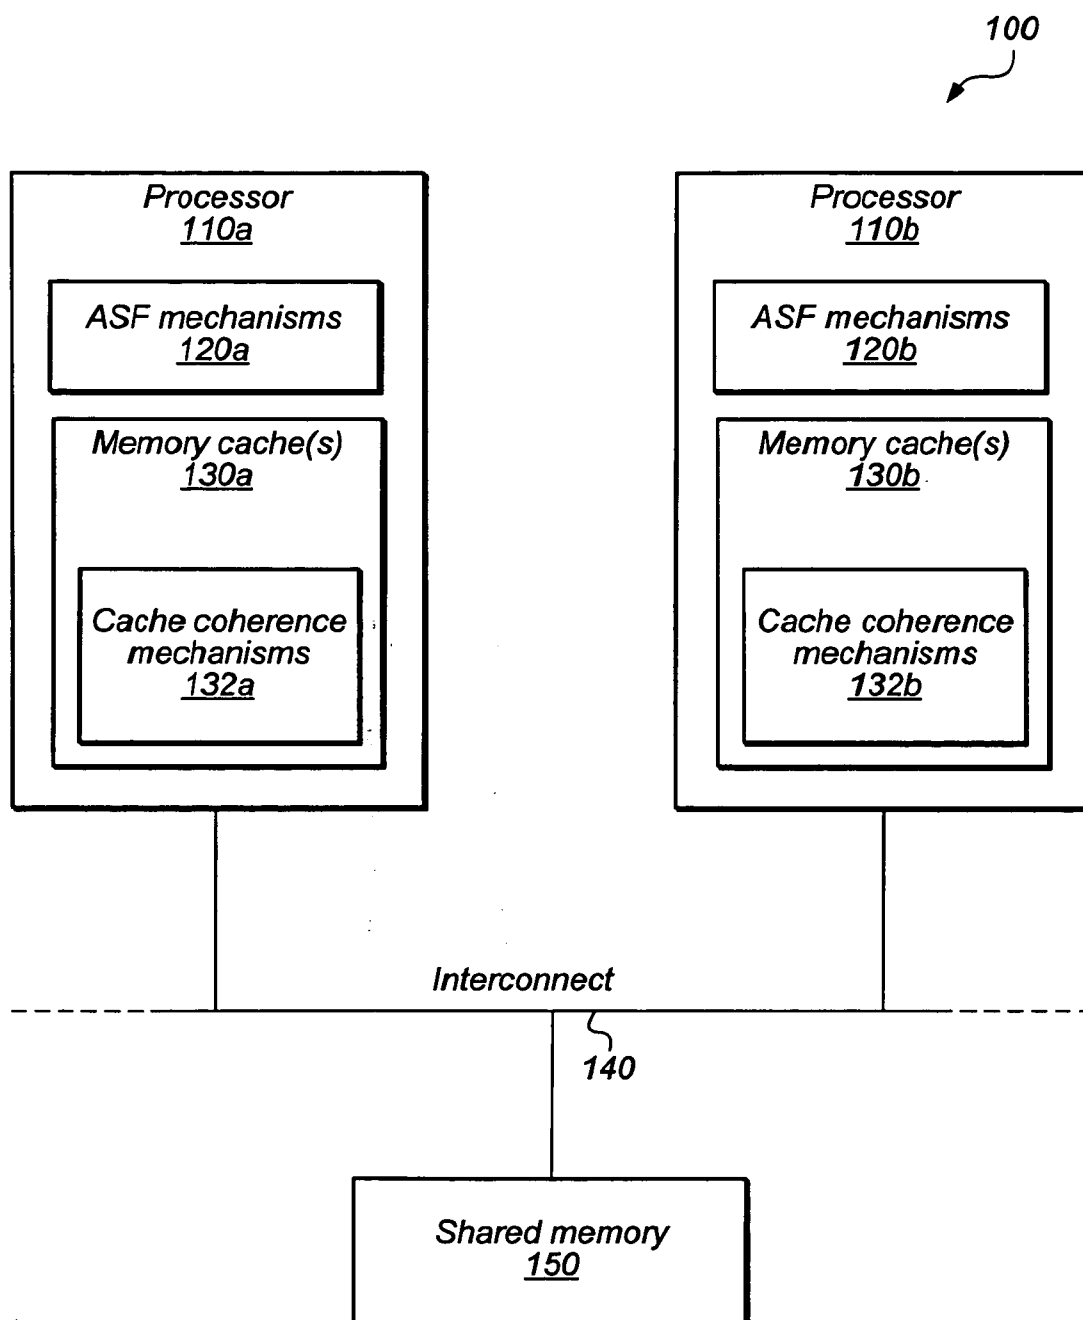 100
Processor
110a
ASF mechanisms
120a
Memory cache(s)
130a
Cache coherence
mechanisms
132a
Processor
110b
ASF mechanisms
120b
Memory cache(s)
130b
Cache coherence
mechanisms
132b
Interconnect
140
Shared memory
150